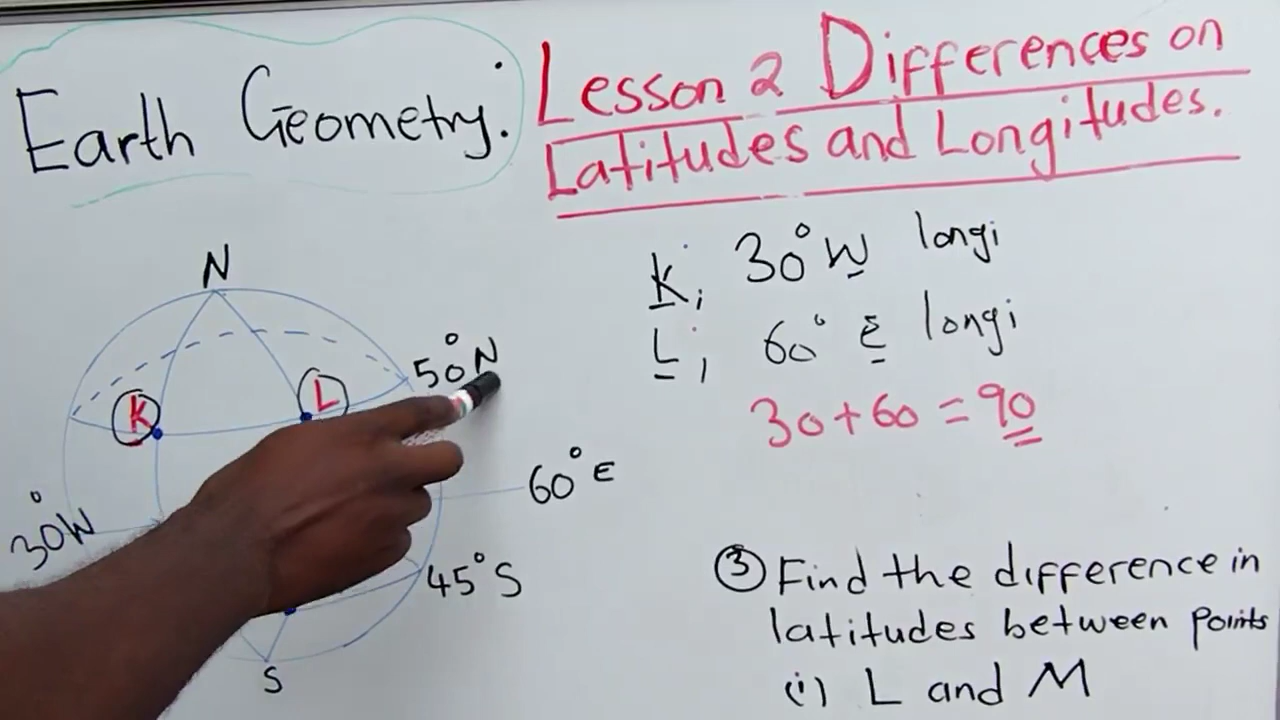 Earth Geometry:
Lesson 2 Differences on
Latitudes and Longitudes.
K; 30°W longi
L; 60° E longi
30+60=90
N
50°N
K
L
60°E
30°W
45°S
S
③ Find the difference in
latitudes between points
(i) L and M